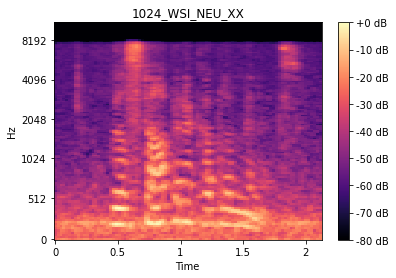 1024_WSI_NEU_XX
8192
4096
2048
1024
512
0
Hz
0
0.5
1
1.5
2
Time
+0 dB
-10 dB
-20 dB
-30 dB
-40 dB
-50 dB
-60 dB
-70 dB
-80 dB